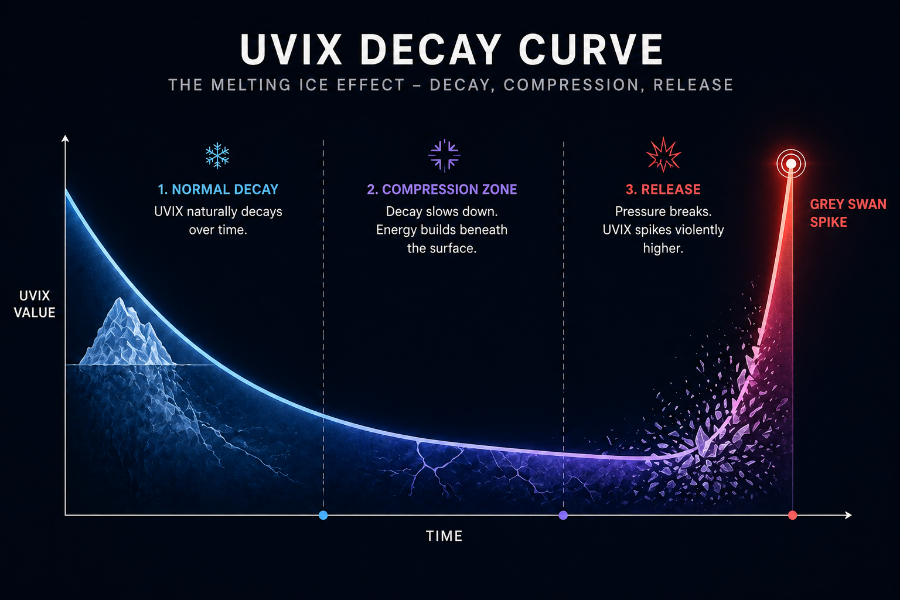 UVIX DECAY CURVE
THE MELTING ICE EFFECT – DECAY, COMPRESSION, RELEASE
1. NORMAL DECAY
UVIX naturally decays
over time.
2. COMPRESSION ZONE
Decay slows down.
Energy builds beneath
the surface.
3. RELEASE
Pressure breaks.
UVIX spikes violently
higher.
GREY SWAN
SPIKE
UVIX
VALUE
TIME